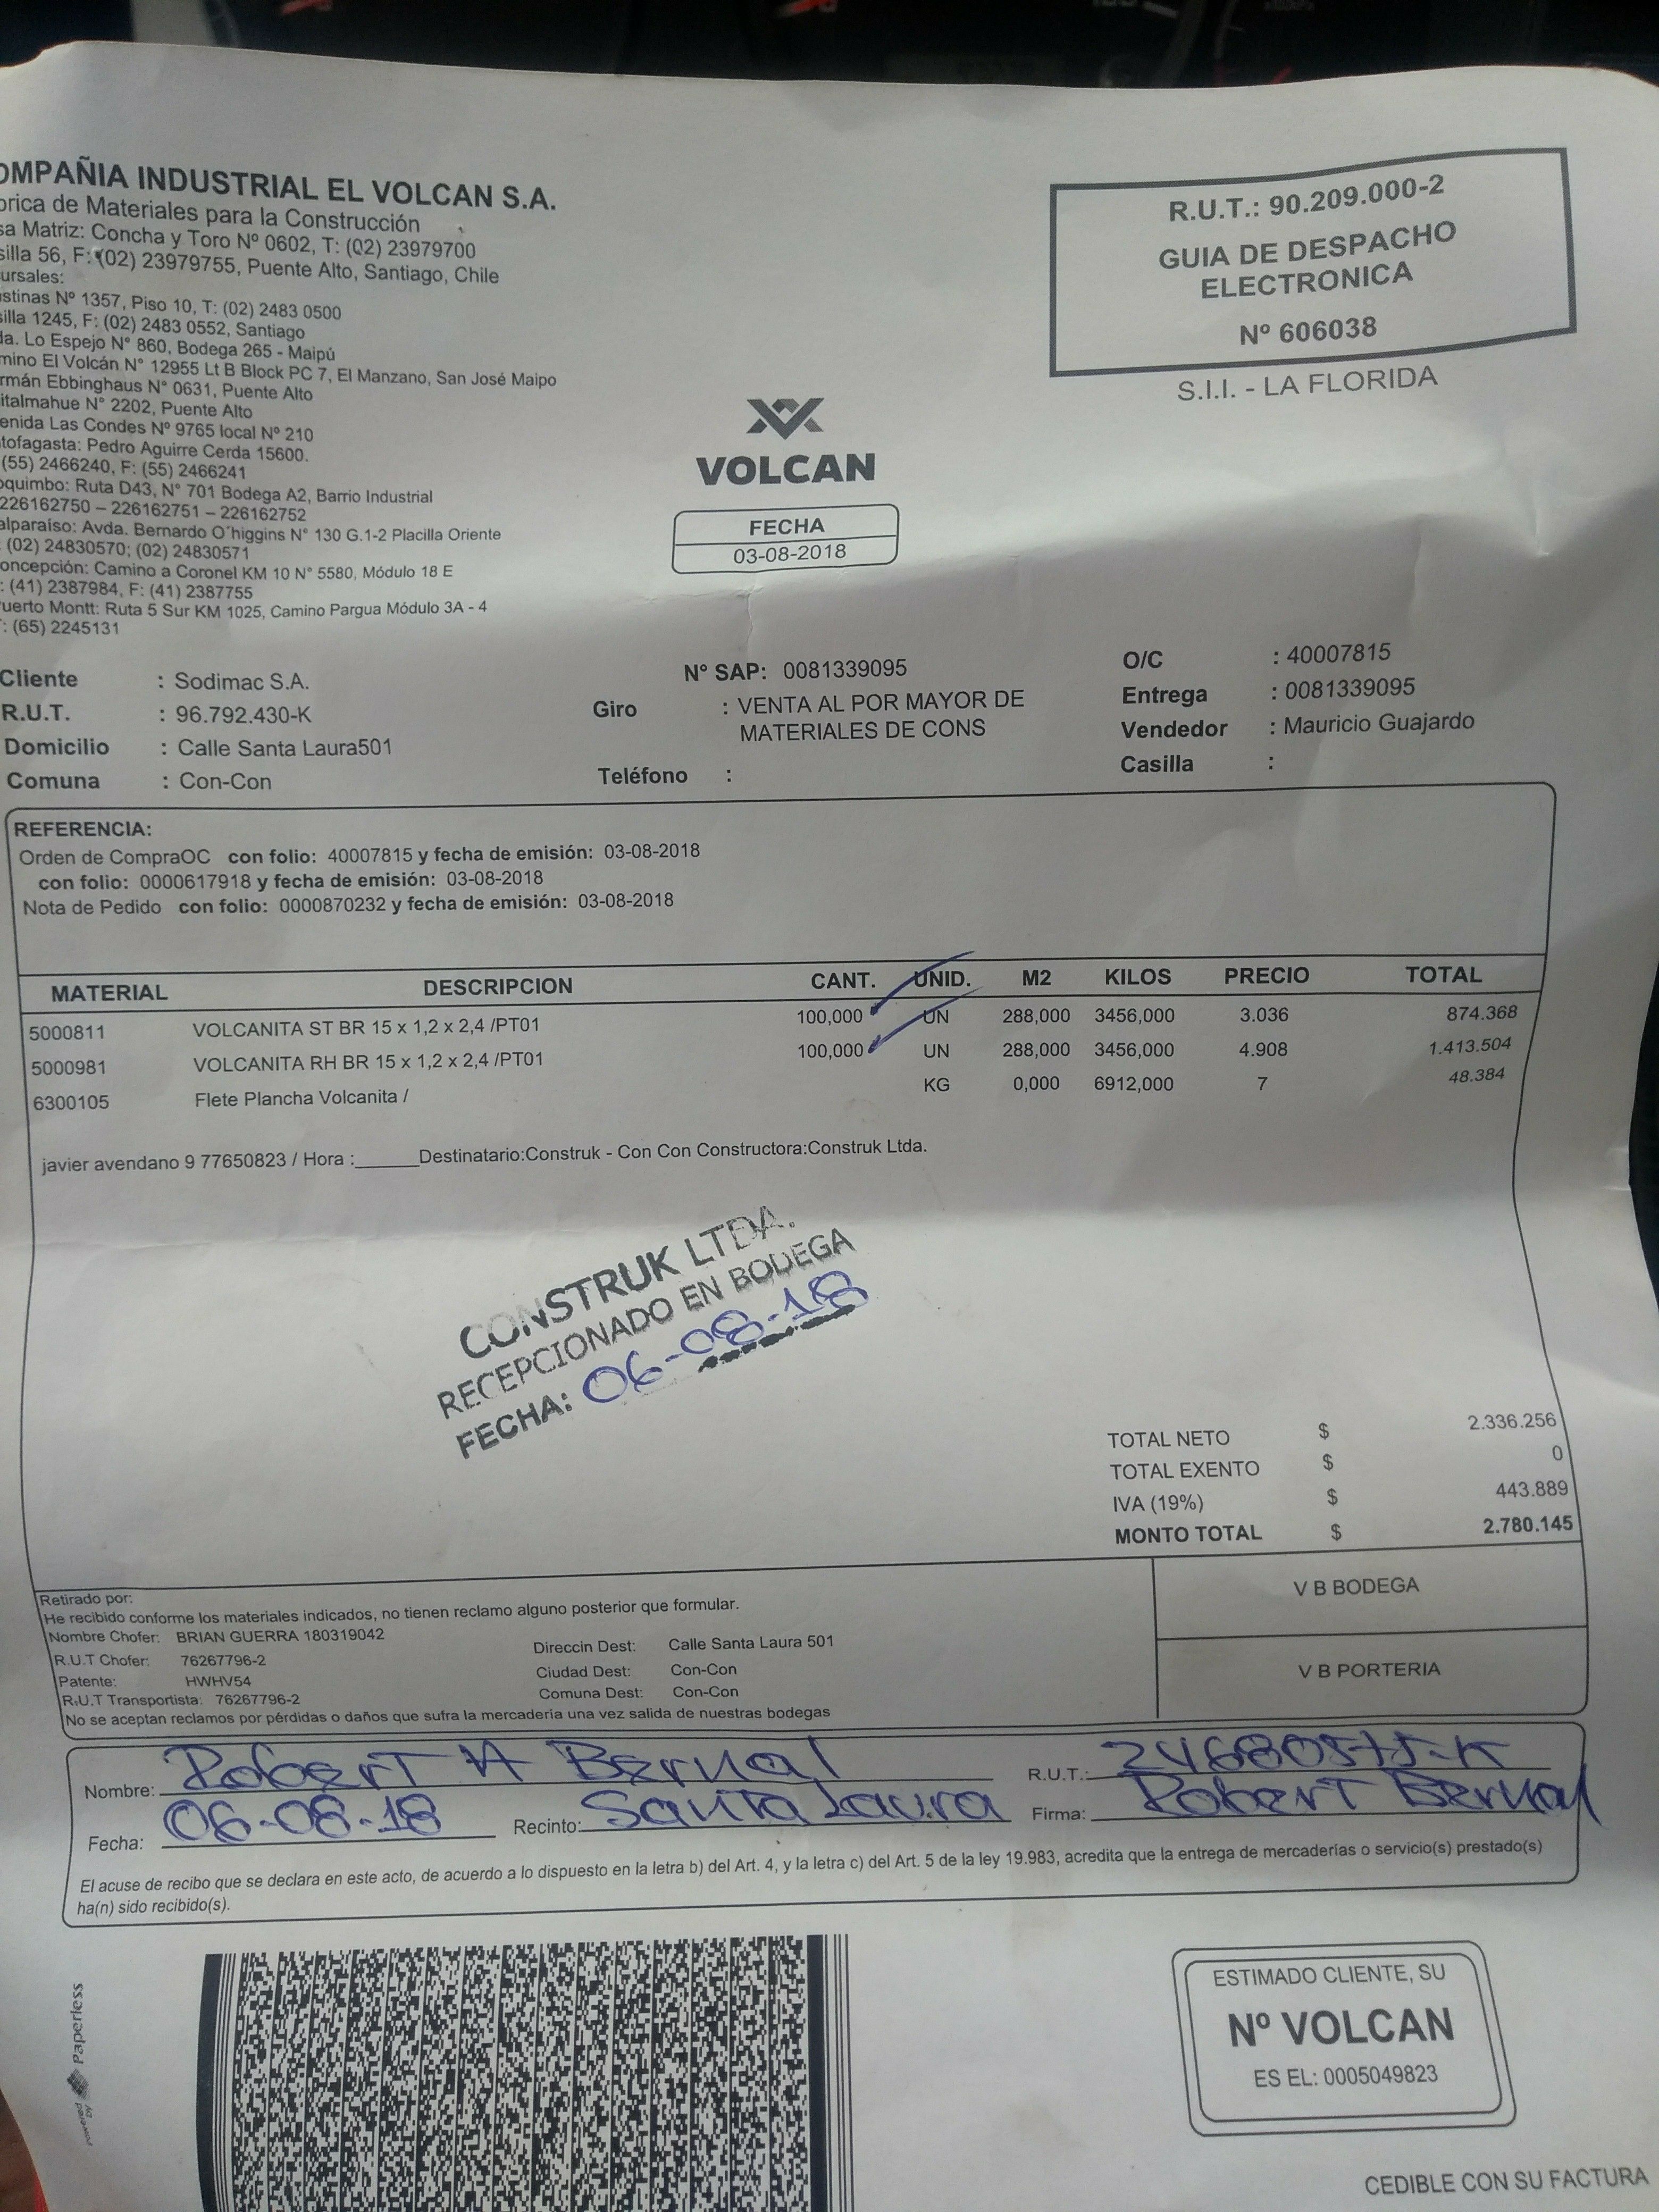 OMPAÑIA INDUSTRIAL EL VOLCAN S.A.
brica de Materiales para la Construcción
sa Matriz: Concha y Toro Nº 0602, T: (02) 23979700
silla 56, F: (02) 23979755, Puente Alto, Santiago, Chile
ursales:
ustinas Nº 1357, Piso 10, T: (02) 2483 0500
silla 1245, F: (02) 2483 0552, Santiago
da. Lo Espejo N° 860, Bodega 265 - Maipú
mino El Volcán N° 12955 Lt B Block PC 7, El Manzano, San José Maipo
rmán Ebbinghaus N° 0631, Puente Alto
italmahue N° 2202, Puente Alto
enida Las Condes Nº 9765 local Nº 210
tofagasta: Pedro Aguirre Cerda 15600.
(55) 2466240, F: (55) 2466241
oquimbo: Ruta D43, N° 701 Bodega A2, Barrio Industrial
226162750 – 226162751 – 226162752
alparaíso: Avda. Bernardo O´higgins N° 130 G.1-2 Placilla Oriente
: (02) 24830570; (02) 24830571
oncepción: Camino a Coronel KM 10 N° 5580, Módulo 18 E
: (41) 2387984, F: (41) 2387755
uerto Montt: Ruta 5 Sur KM 1025, Camino Pargua Módulo 3A - 4
: (65) 2245131
R.U.T.: 90.209.000-2
GUIA DE DESPACHO
ELECTRONICA
Nº 606038
S.I.I. - LA FLORIDA
VOLCAN
FECHA
03-08-2018
Cliente : Sodimac S.A.
R.U.T. : 96.792.430-K
Domicilio : Calle Santa Laura501
Comuna : Con-Con
Nº SAP: 0081339095
Giro : VENTA AL POR MAYOR DE
MATERIALES DE CONS
Teléfono :
O/C : 40007815
Entrega : 0081339095
Vendedor : Mauricio Guajardo
Casilla :
REFERENCIA:
Orden de CompraOC con folio: 40007815 y fecha de emisión: 03-08-2018
con folio: 0000617918 y fecha de emisión: 03-08-2018
Nota de Pedido con folio: 0000870232 y fecha de emisión: 03-08-2018
MATERIAL DESCRIPCION CANT. UNID. M2 KILOS PRECIO TOTAL
5000811 VOLCANITA ST BR 15 x 1,2 x 2,4 /PT01 100,000 UN 288,000 3456,000 3.036 874.368
5000981 VOLCANITA RH BR 15 x 1,2 x 2,4 /PT01 100,000 UN 288,000 3456,000 4.908 1.413.504
6300105 Flete Plancha Volcanita / KG 0,000 6912,000 7 48.384
javier avendano 9 77650823 / Hora :______Destinatario:Construk - Con Con Constructora:Construk Ltda.
CONSTRUK LTDA.
RECEPCIONADO EN BODEGA
FECHA: 06-08-18
TOTAL NETO $ 2.336.256
TOTAL EXENTO $ 0
IVA (19%) $ 443.889
MONTO TOTAL $ 2.780.145
Retirado por:
He recibido conforme los materiales indicados, no tienen reclamo alguno posterior que formular.
Nombre Chofer: BRIAN GUERRA 180319042
R.U.T Chofer: 76267796-2
Patente: HWHV54
R.U.T Transportista: 76267796-2
Direccin Dest: Calle Santa Laura 501
Ciudad Dest: Con-Con
Comuna Dest: Con-Con
No se aceptan reclamos por pérdidas o daños que sufra la mercadería una vez salida de nuestras bodegas
V B BODEGA
V B PORTERIA
Nombre: Robert A Bernal R.U.T.:
Fecha: 06-08-18 Recinto: Santa Laura Firma: Robert Bernal
El acuse de recibo que se declara en este acto, de acuerdo a lo dispuesto en la letra b) del Art. 4, y la letra c) del Art. 5 de la ley 19.983, acredita que la entrega de mercaderías o servicio(s) prestado(s)
ha(n) sido recibido(s).
Paperless
ESTIMADO CLIENTE, SU
Nº VOLCAN
ES EL: 0005049823
CEDIBLE CON SU FACTURA